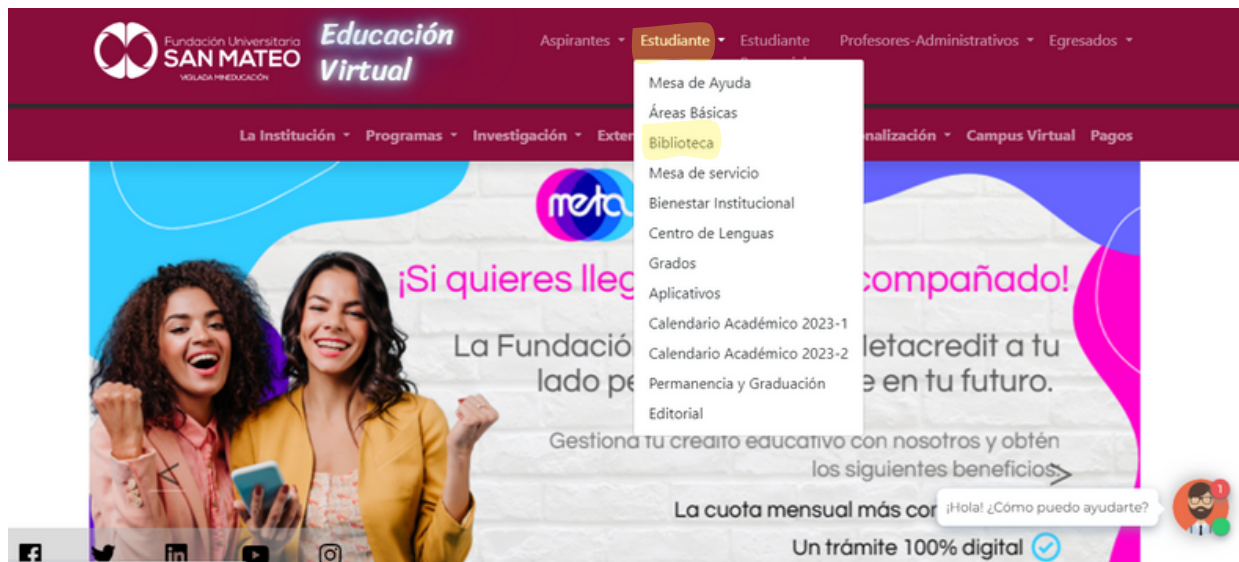 Fundación Universitaria
SAN MATEO
VIGILADA MINEDUCACIÓN
Educación
Virtual
Aspirantes
Estudiante
Estudiante
Profesores-Administrativos
Egresados
La Institución
Programas
Investigación
Exten
nalización
Campus Virtual
Pagos
Mesa de Ayuda
Áreas Básicas
Biblioteca
Mesa de servicio
Bienestar Institucional
Centro de Lenguas
Grados
Aplicativos
Calendario Académico 2023-1
Calendario Académico 2023-2
Permanencia y Graduación
Editorial
meta
¡Si quieres lleg compañado!
La Fundació letacredit a tu
lado pe e en tu futuro.
Gestiona tu crédito educativo con nosotros y obtén
los siguientes beneficios:
La cuota mensual más con
Un trámite 100% digital
¡Hola! ¿Cómo puedo ayudarte?
1